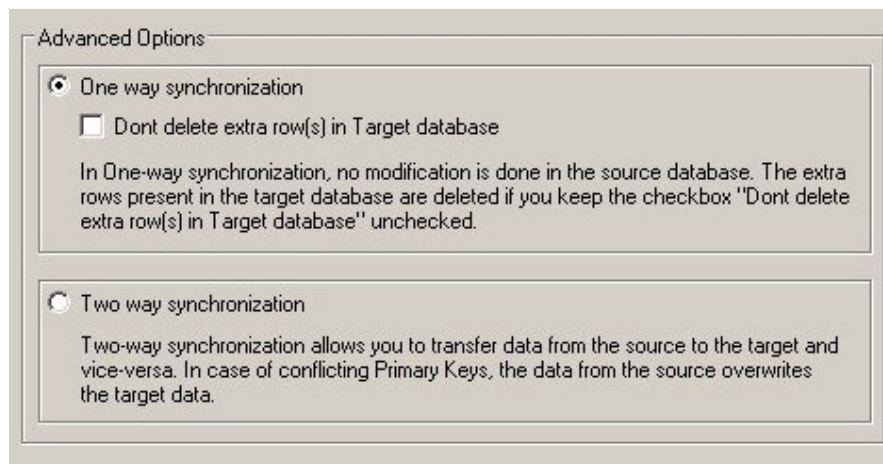 Advanced Options
One way synchronization
Dont delete extra row(s) in Target database
In One-way synchronization, no modification is done in the source database. The extra
rows present in the target database are deleted if you keep the checkbox "Dont delete
extra row(s) in Target database" unchecked.
Two way synchronization
Two-way synchronization allows you to transfer data from the source to the target and
vice-versa. In case of conflicting Primary Keys, the data from the source overwrites
the target data.